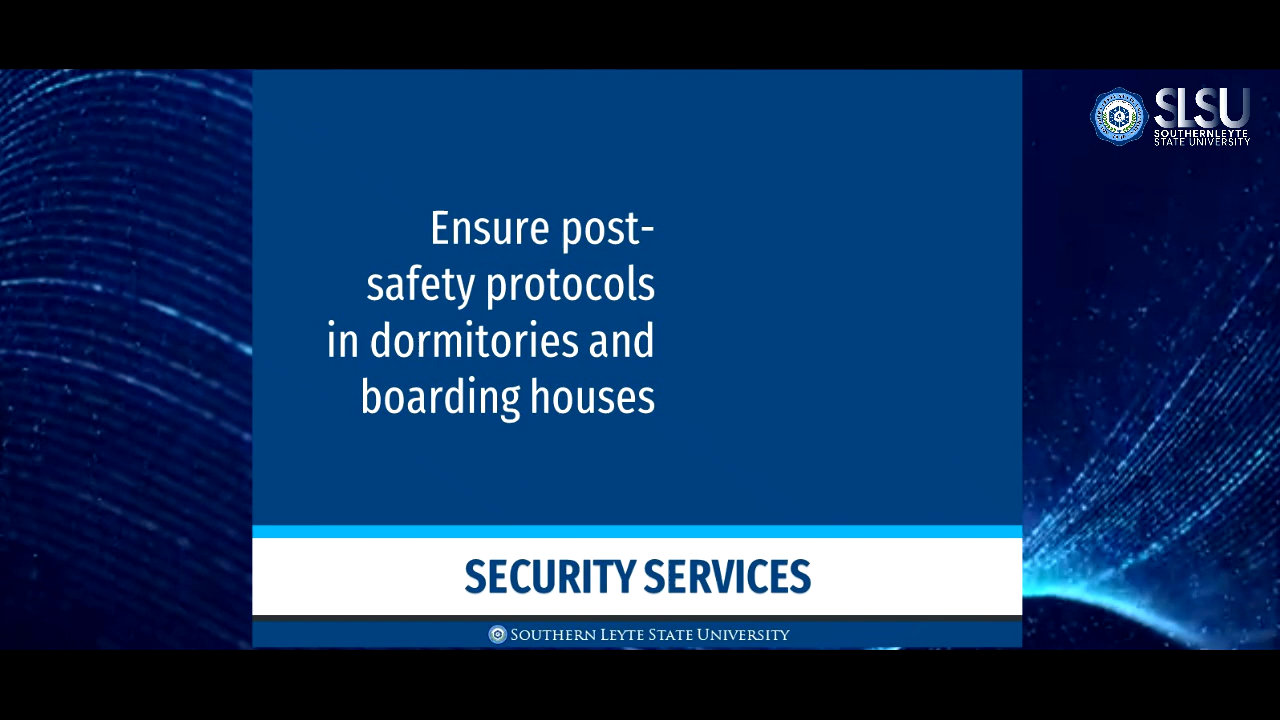 SLSU
SOUTHERNLEYTE
STATE UNIVERSITY
Ensure post-
safety protocols
in dormitories and
boarding houses
SECURITY SERVICES
SOUTHERN LEYTE STATE UNIVERSITY